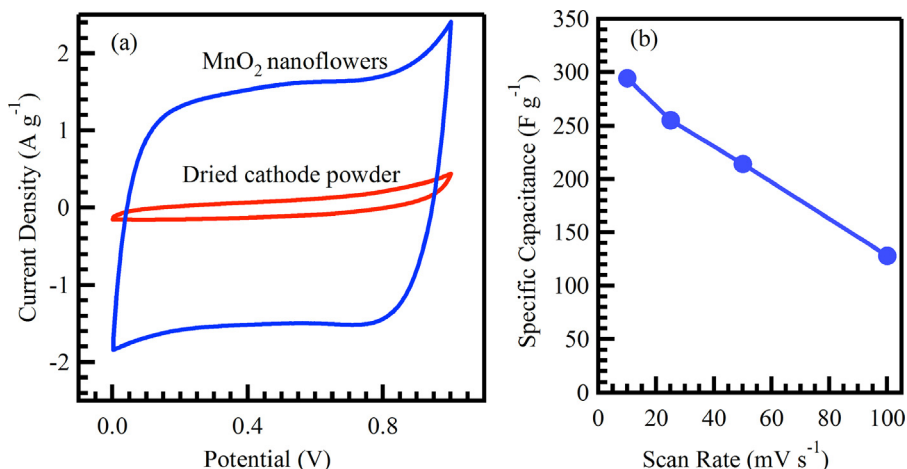 (a)
MnO₂ nanoflowers
Dried cathode powder
Current Density (A g⁻¹)
2
1
0
-1
-2
0.0 0.4 0.8
Potential (V)
(b)
Specific Capacitance (F g⁻¹)
350
300
250
200
150
100
50
0
0 20 40 60 80 100
Scan Rate (mV s⁻¹)